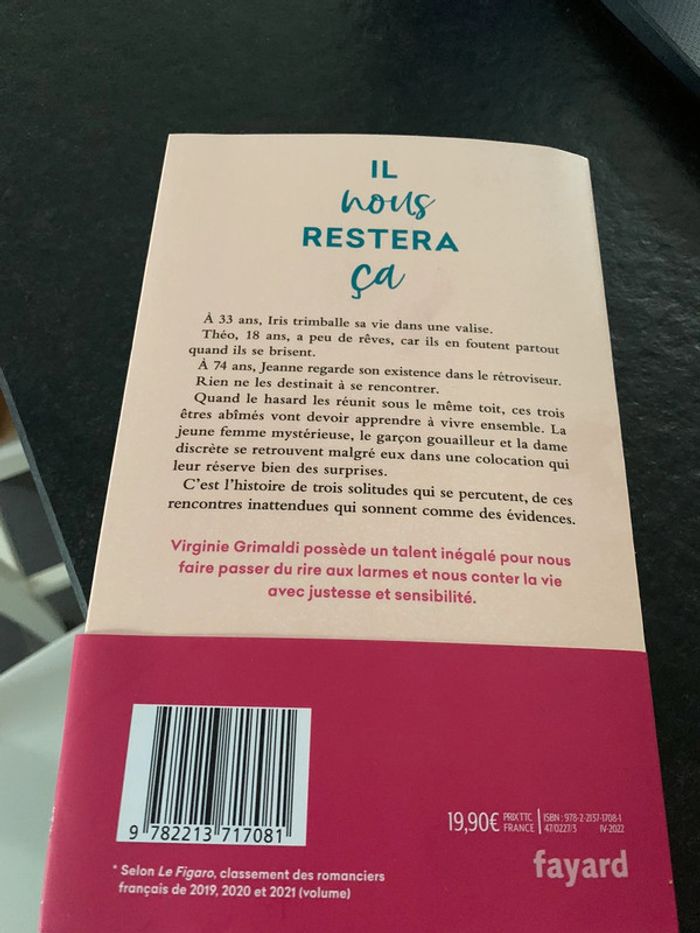 IL
nous
RESTERA
ça
À 33 ans, Iris trimballe sa vie dans une valise.
Théo, 18 ans, a peu de rêves, car ils en foutent partout
quand ils se brisent.
À 74 ans, Jeanne regarde son existence dans le rétroviseur.
Rien ne les destinait à se rencontrer.
Quand le hasard les réunit sous le même toit, ces trois
êtres abîmés vont devoir apprendre à vivre ensemble. La
jeune femme mystérieuse, le garçon gouailleur et la dame
discrète se retrouvent malgré eux dans une colocation qui
leur réserve bien des surprises.
C'est l'histoire de trois solitudes qui se percutent, de ces
rencontres inattendues qui sonnent comme des évidences.
Virginie Grimaldi possède un talent inégalé pour nous
faire passer du rire aux larmes et nous conter la vie
avec justesse et sensibilité.
9 782213 717081
19,90€ PRIX TTC FRANCE
ISBN : 978-2-2137-1708-1
47/0227/3 IV-2022
fayard
* Selon Le Figaro, classement des romanciers
français de 2019, 2020 et 2021 (volume)